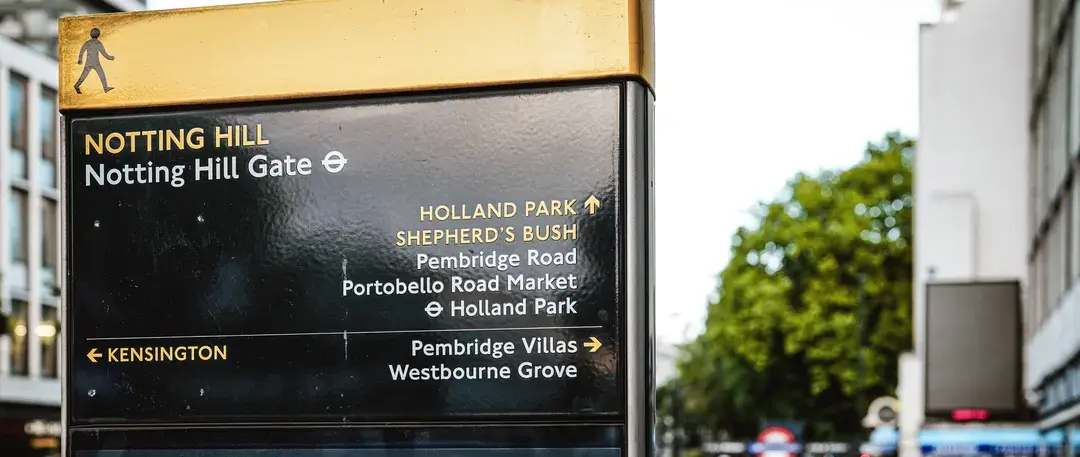 NOTTING HILL
Notting Hill Gate
HOLLAND PARK
SHEPHERD'S BUSH
Pembridge Road
Portobello Road Market
Holland Park
KENSINGTON
Pembridge Villas
Westbourne Grove